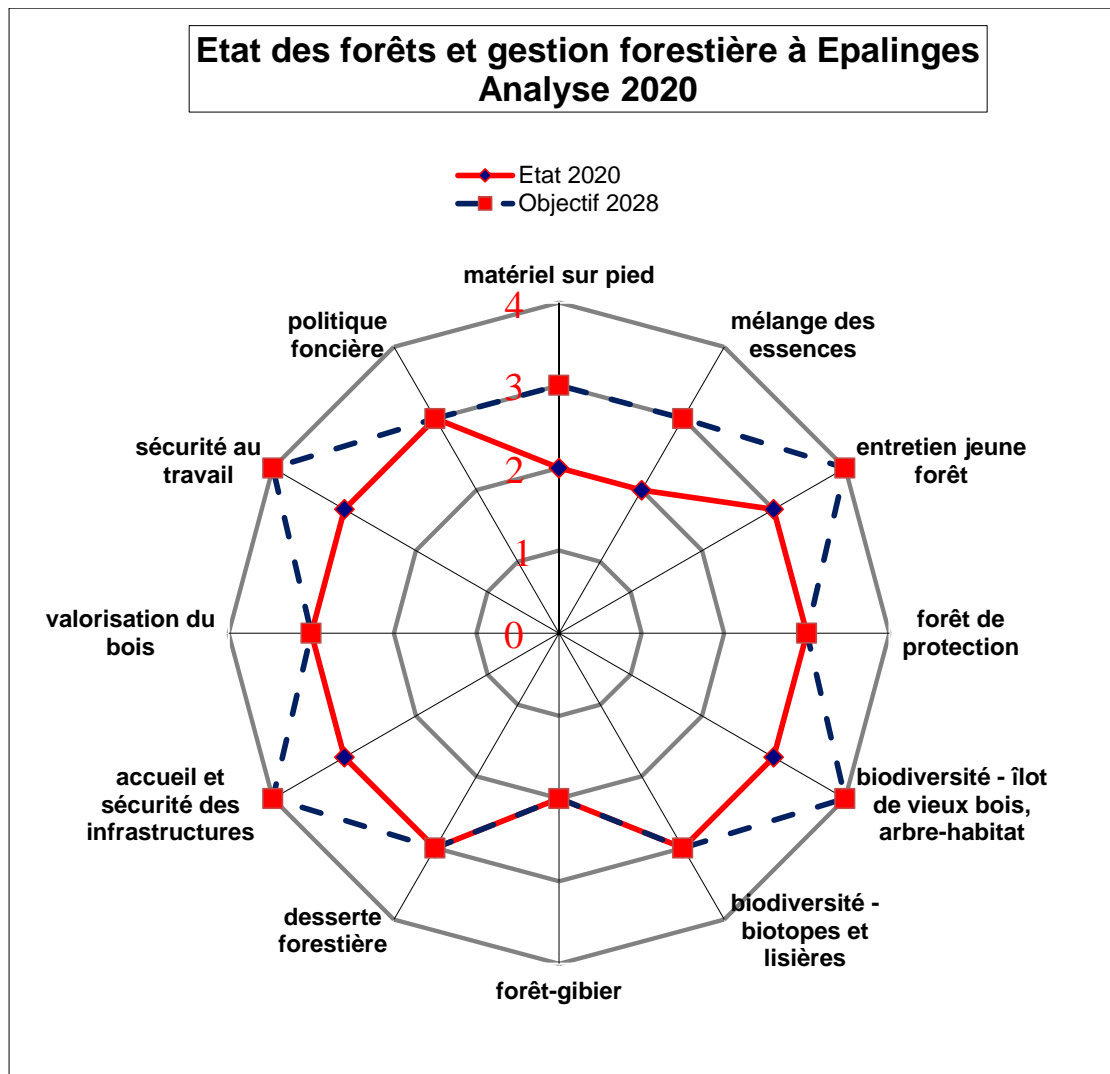 Etat des forêts et gestion forestière à Epalinges
Analyse 2020
Etat 2020
Objectif 2028
matériel sur pied
mélange des
essences
entretien jeune
forêt
forêt de
protection
biodiversité - îlot
de vieux bois,
arbre-habitat
biodiversité -
biotopes et
lisières
forêt-gibier
desserte
forestière
accueil et
sécurité des
infrastructures
valorisation du
bois
sécurité au
travail
politique
foncière
4
3
2
1
0